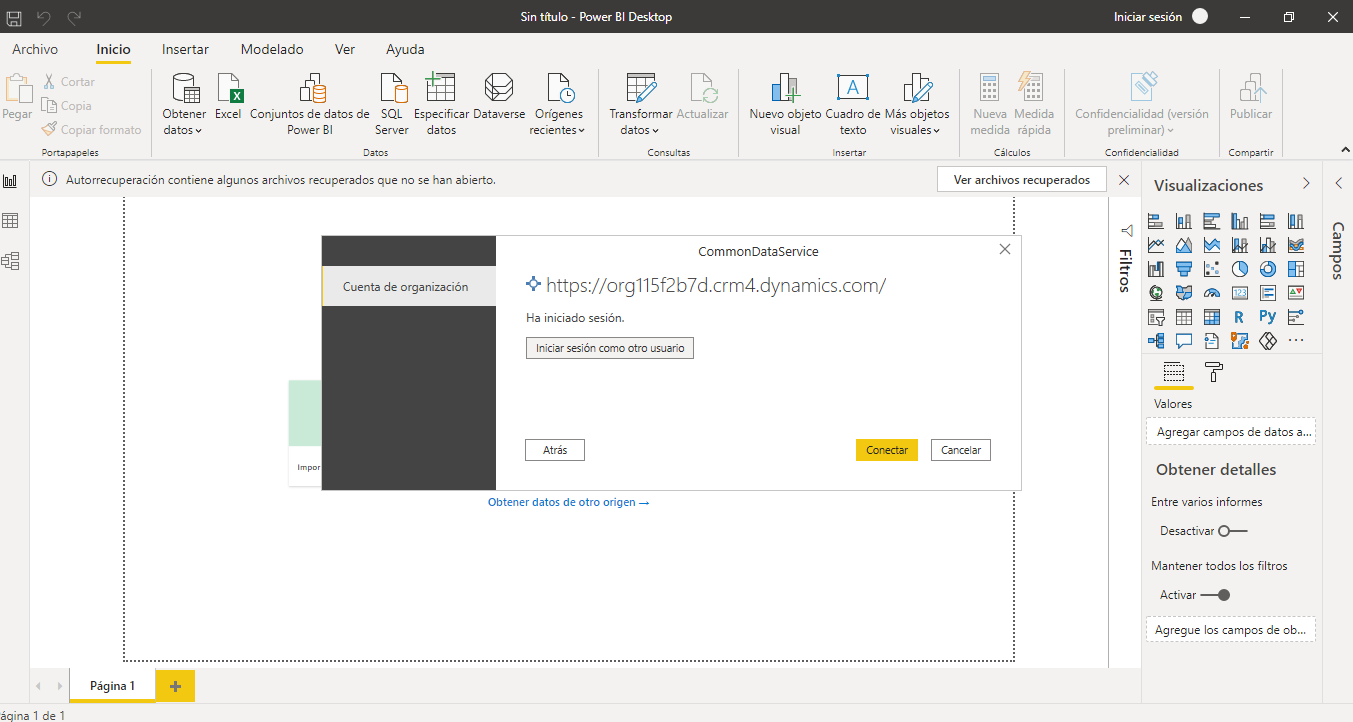 Sin título - Power BI Desktop
Iniciar sesión
Archivo Inicio Insertar Modelado Ver Ayuda
Pegar
Cortar
Copia
Copiar formato
Portapapeles
Obtener
datos
Excel
Conjuntos de datos de
Power BI
SQL
Server
Especificar
datos
Dataverse
Orígenes
recientes
Datos
Transformar
datos
Actualizar
Consultas
Nuevo objeto
visual
Cuadro de
texto
Más objetos
visuales
Insertar
Nueva
medida
Medida
rápida
Cálculos
Confidencialidad (versión
preliminar)
Confidencialidad
Publicar
Compartir
Autorrecuperación contiene algunos archivos recuperados que no se han abierto.
Ver archivos recuperados
CommonDataService
Cuenta de organización
https://org115f2b7d.crm4.dynamics.com/
Ha iniciado sesión.
Iniciar sesión como otro usuario
Atrás
Conectar
Cancelar
Impor
Obtener datos de otro origen →
Filtros
Visualizaciones
123
R
Py
Valores
Agregar campos de datos a...
Obtener detalles
Entre varios informes
Desactivar
Mantener todos los filtros
Activar
Agregue los campos de ob...
Campos
Página 1
ágina 1 de 1